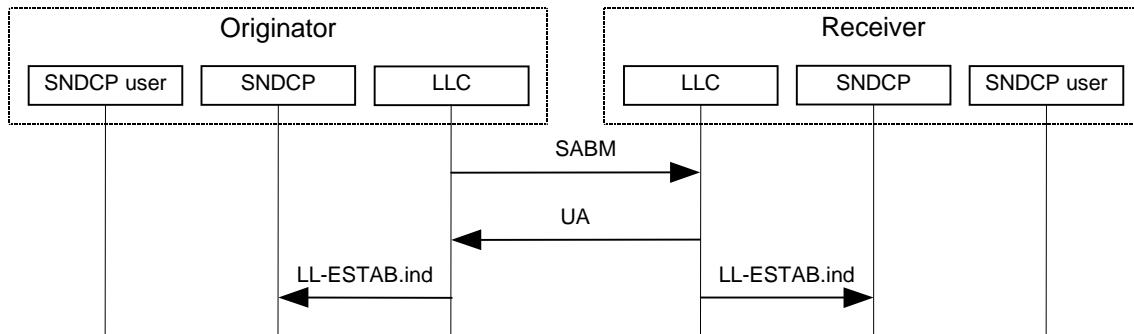 Originator
Receiver
SNDCP user
SNDCP
LLC
LLC
SNDCP
SNDCP user
SABM
UA
LL-ESTAB.ind
LL-ESTAB.ind